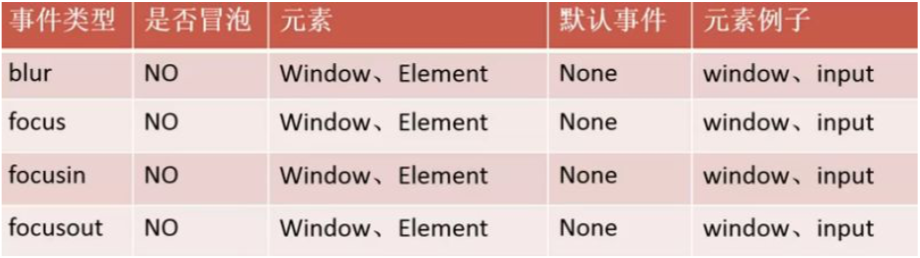 事件类型 是否冒泡 元素 默认事件 元素例子
blur NO Window、Element None window、input
focus NO Window、Element None window、input
focusin NO Window、Element None window、input
focusout NO Window、Element None window、input